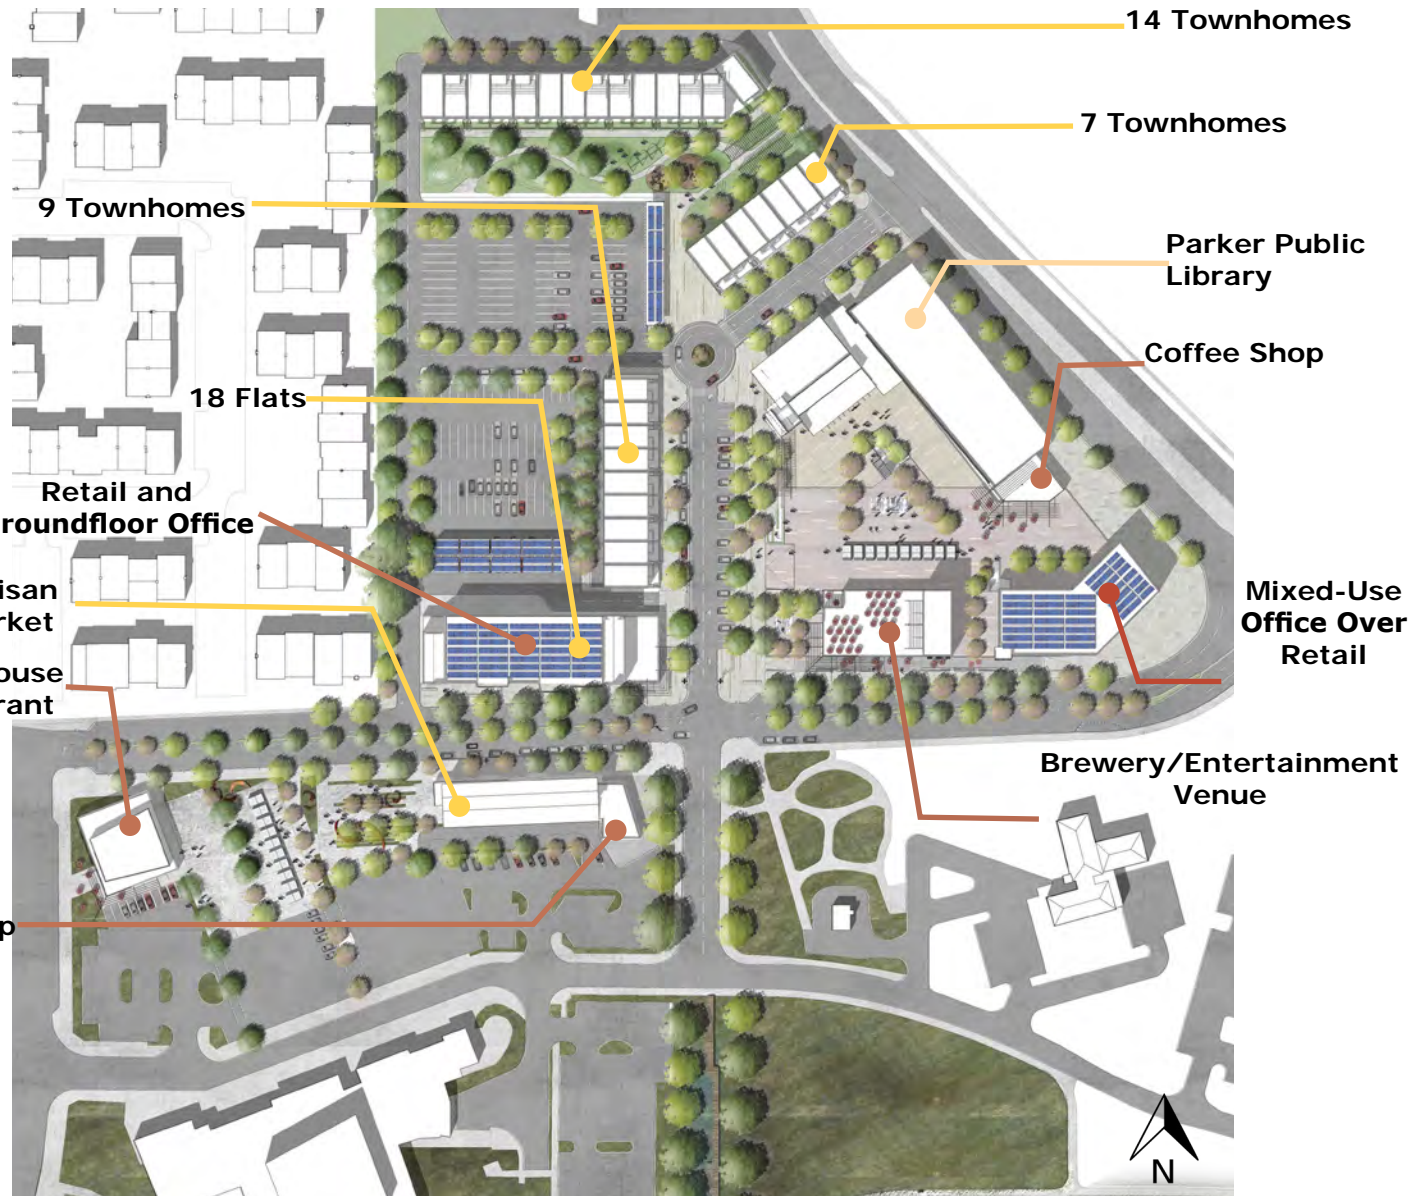 14 Townhomes
7 Townhomes
9 Townhomes
Parker Public
Library
Coffee Shop
18 Flats
Retail and
roundfloor Office
isan
rket
Mixed-Use
Office Over
Retail
ouse
rant
Brewery/Entertainment
Venue
p
N